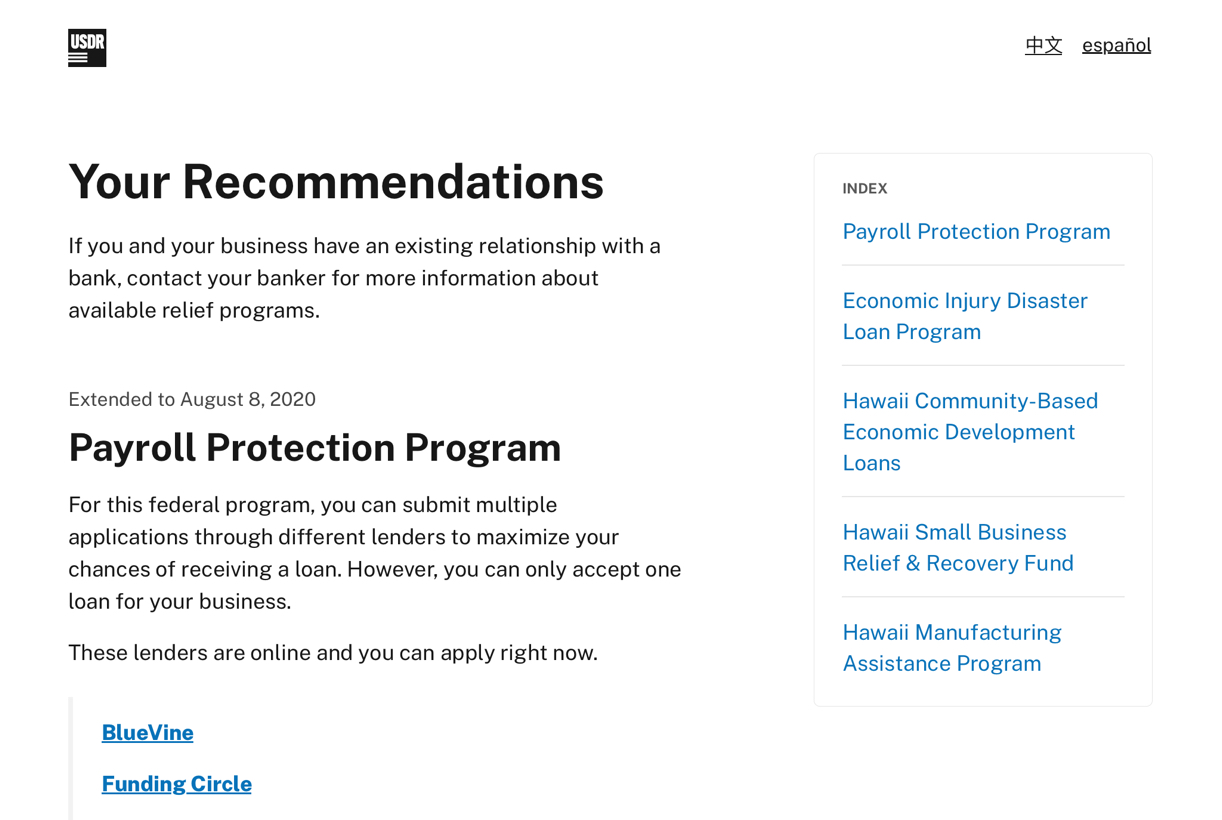 USDR
中文 español
Your Recommendations
If you and your business have an existing relationship with a
bank, contact your banker for more information about
available relief programs.
Extended to August 8, 2020
Payroll Protection Program
For this federal program, you can submit multiple
applications through different lenders to maximize your
chances of receiving a loan. However, you can only accept one
loan for your business.
These lenders are online and you can apply right now.
BlueVine
Funding Circle
INDEX
Payroll Protection Program
Economic Injury Disaster
Loan Program
Hawaii Community-Based
Economic Development
Loans
Hawaii Small Business
Relief & Recovery Fund
Hawaii Manufacturing
Assistance Program